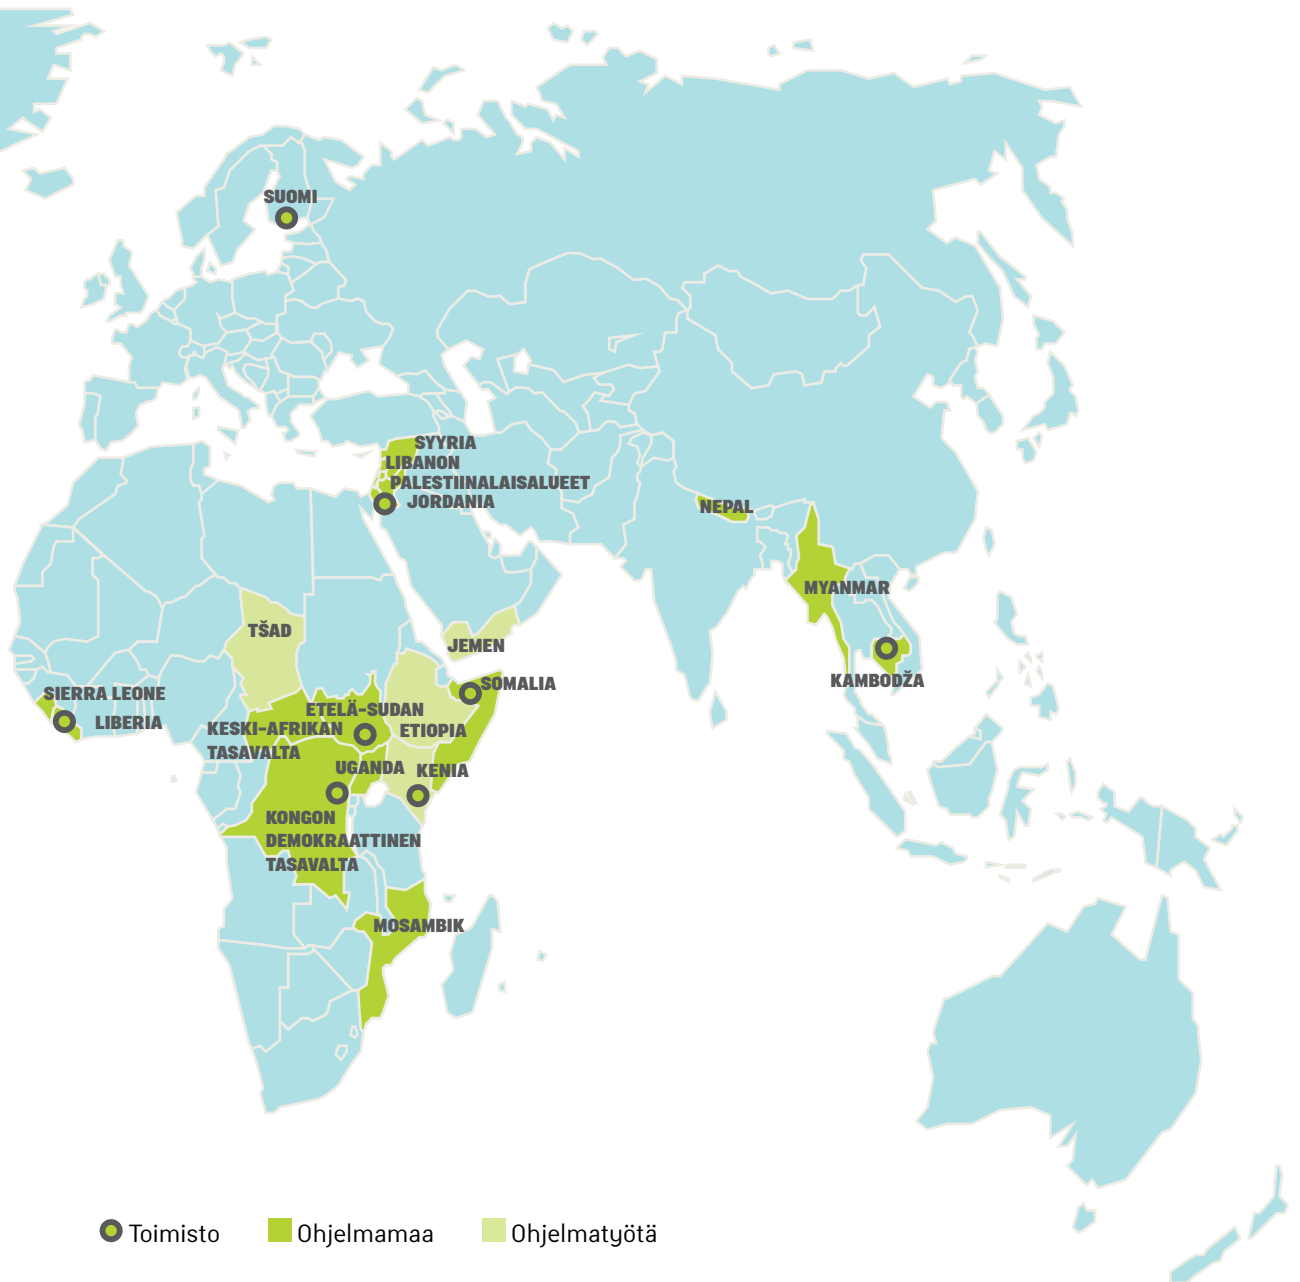 SUOMI
SYYRIA
LIBANON
PALESTIINALAISALUEET
JORDANIA
NEPAL
MYANMAR
TŠAD
JEMEN
KAMBODŽA
SOMALIA
SIERRA LEONE
LIBERIA
ETELÄ-SUDAN
KESKI-AFRIKAN
TASAVALTA
ETIOPIA
UGANDA
KENIA
KONGON
DEMOKRAATTINEN
TASAVALTA
MOSAMBIK
Toimisto
Ohjelmamaa
Ohjelmatyötä